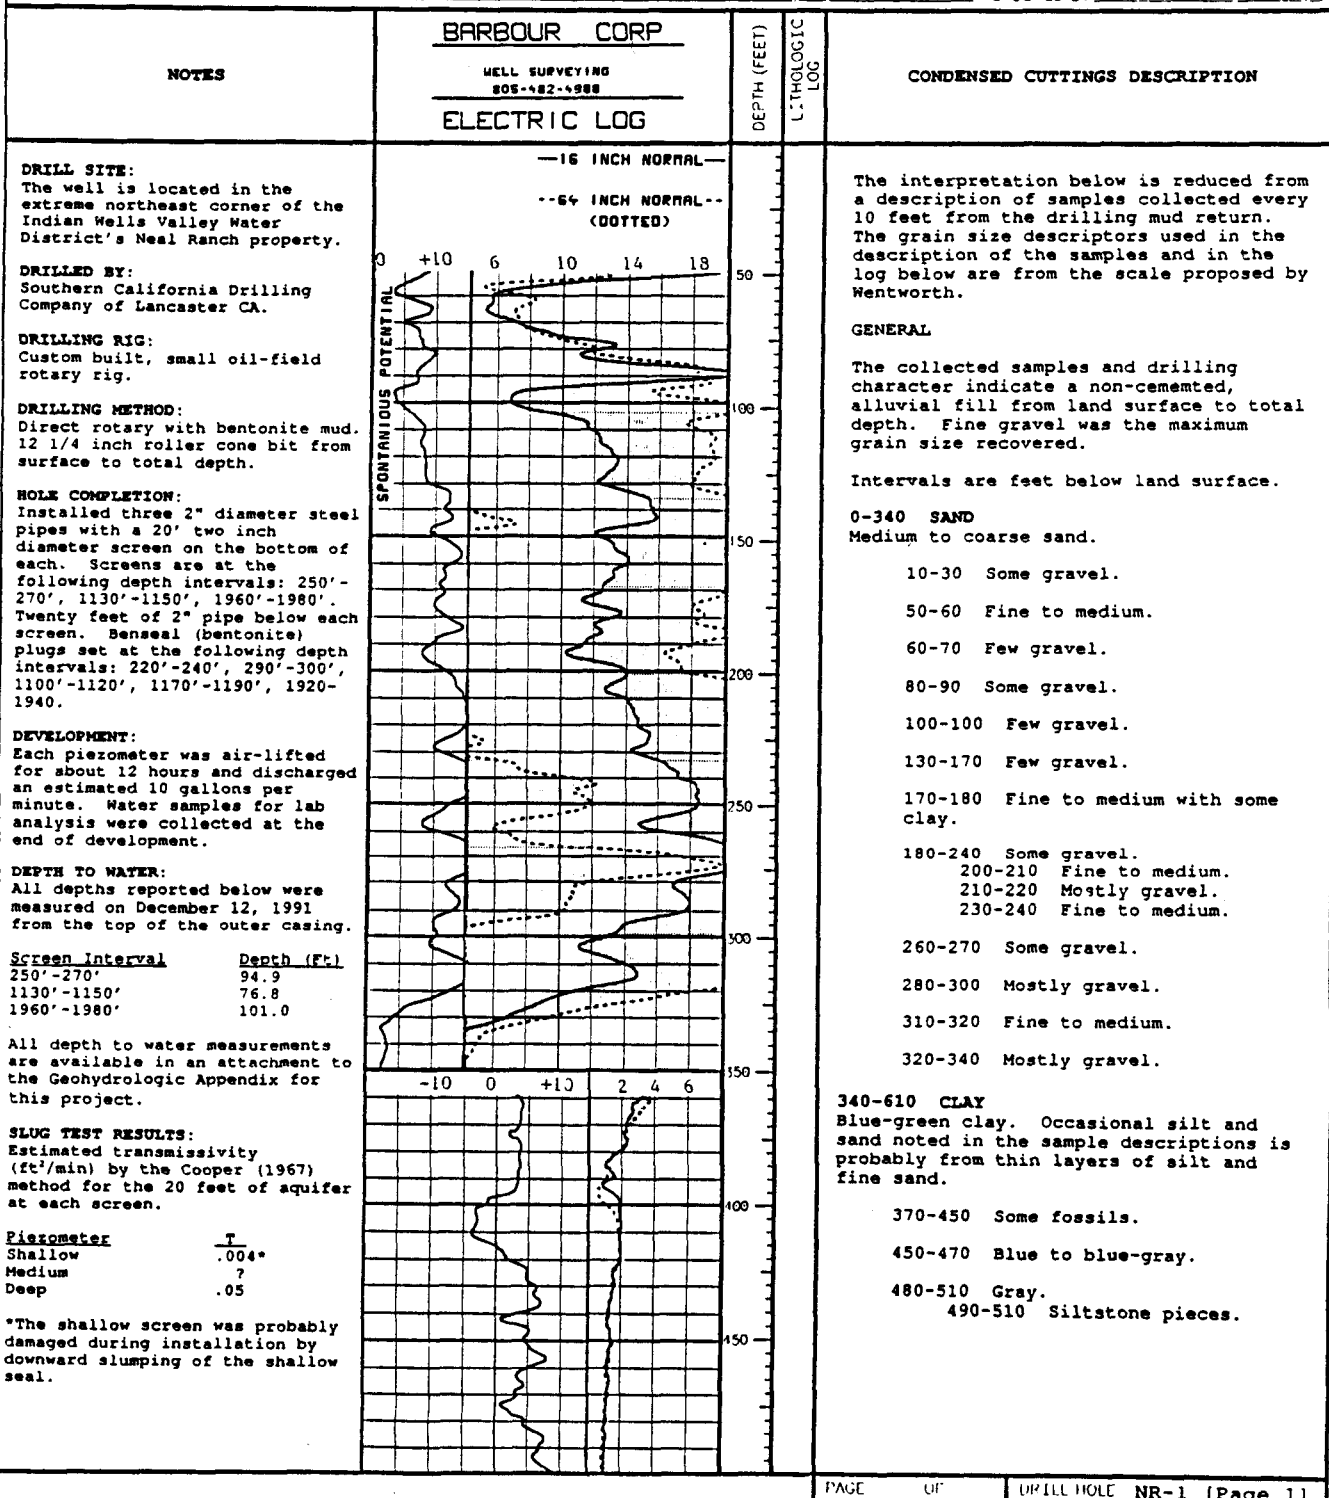 NOTES
BARBOUR CORP
WELL SURVEYING
805-482-4988
ELECTRIC LOG
DEPTH (FEET)
LITHOLOGIC
LOG
CONDENSED CUTTINGS DESCRIPTION
DRILL SITE:
The well is located in the
extreme northeast corner of the
Indian Wells Valley Water
District's Neal Ranch property.
DRILLED BY:
Southern California Drilling
Company of Lancaster CA.
DRILLING RIG:
Custom built, small oil-field
rotary rig.
DRILLING METHOD:
Direct rotary with bentonite mud.
12 1/4 inch roller cone bit from
surface to total depth.
HOLE COMPLETION:
Installed three 2" diameter steel
pipes with a 20' two inch
diameter screen on the bottom of
each. Screens are at the
following depth intervals: 250'-
270', 1130'-1150', 1960'-1980'.
Twenty feet of 2" pipe below each
screen. Benseal (bentonite)
plugs set at the following depth
intervals: 220'-240', 290'-300',
1100'-1120', 1170'-1190', 1920-
1940.
DEVELOPMENT:
Each piezometer was air-lifted
for about 12 hours and discharged
an estimated 10 gallons per
minute. Water samples for lab
analysis were collected at the
end of development.
DEPTH TO WATER:
All depths reported below were
measured on December 12, 1991
from the top of the outer casing.
Screen Interval Depth (Ft)
250'-270' 94.9
1130'-1150' 76.8
1960'-1980' 101.0
All depth to water measurements
are available in an attachment to
the Geohydrologic Appendix for
this project.
SLUG TEST RESULTS:
Estimated transmissivity
(ft²/min) by the Cooper (1967)
method for the 20 feet of aquifer
at each screen.
Piezometer T
Shallow .004*
Medium ?
Deep .05
*The shallow screen was probably
damaged during installation by
downward slumping of the shallow
seal.
16 INCH NORMAL
64 INCH NORMAL
(DOTTED)
0 +10 6 10 14 18
SPONTANIOUS POTENTIAL
50
100
150
200
250
300
350
-10 0 +10 2 4 6
400
450
The interpretation below is reduced from
a description of samples collected every
10 feet from the drilling mud return.
The grain size descriptors used in the
description of the samples and in the
log below are from the scale proposed by
Wentworth.
GENERAL
The collected samples and drilling
character indicate a non-cememted,
alluvial fill from land surface to total
depth. Fine gravel was the maximum
grain size recovered.
Intervals are feet below land surface.
0-340 SAND
Medium to coarse sand.
10-30 Some gravel.
50-60 Fine to medium.
60-70 Few gravel.
80-90 Some gravel.
100-100 Few gravel.
130-170 Few gravel.
170-180 Fine to medium with some
clay.
180-240 Some gravel.
200-210 Fine to medium.
210-220 Mostly gravel.
230-240 Fine to medium.
260-270 Some gravel.
280-300 Mostly gravel.
310-320 Fine to medium.
320-340 Mostly gravel.
340-610 CLAY
Blue-green clay. Occasional silt and
sand noted in the sample descriptions is
probably from thin layers of silt and
fine sand.
370-450 Some fossils.
450-470 Blue to blue-gray.
480-510 Gray.
490-510 Siltstone pieces.
PAGE OF DRILL HOLE NR-1 (Page 1)